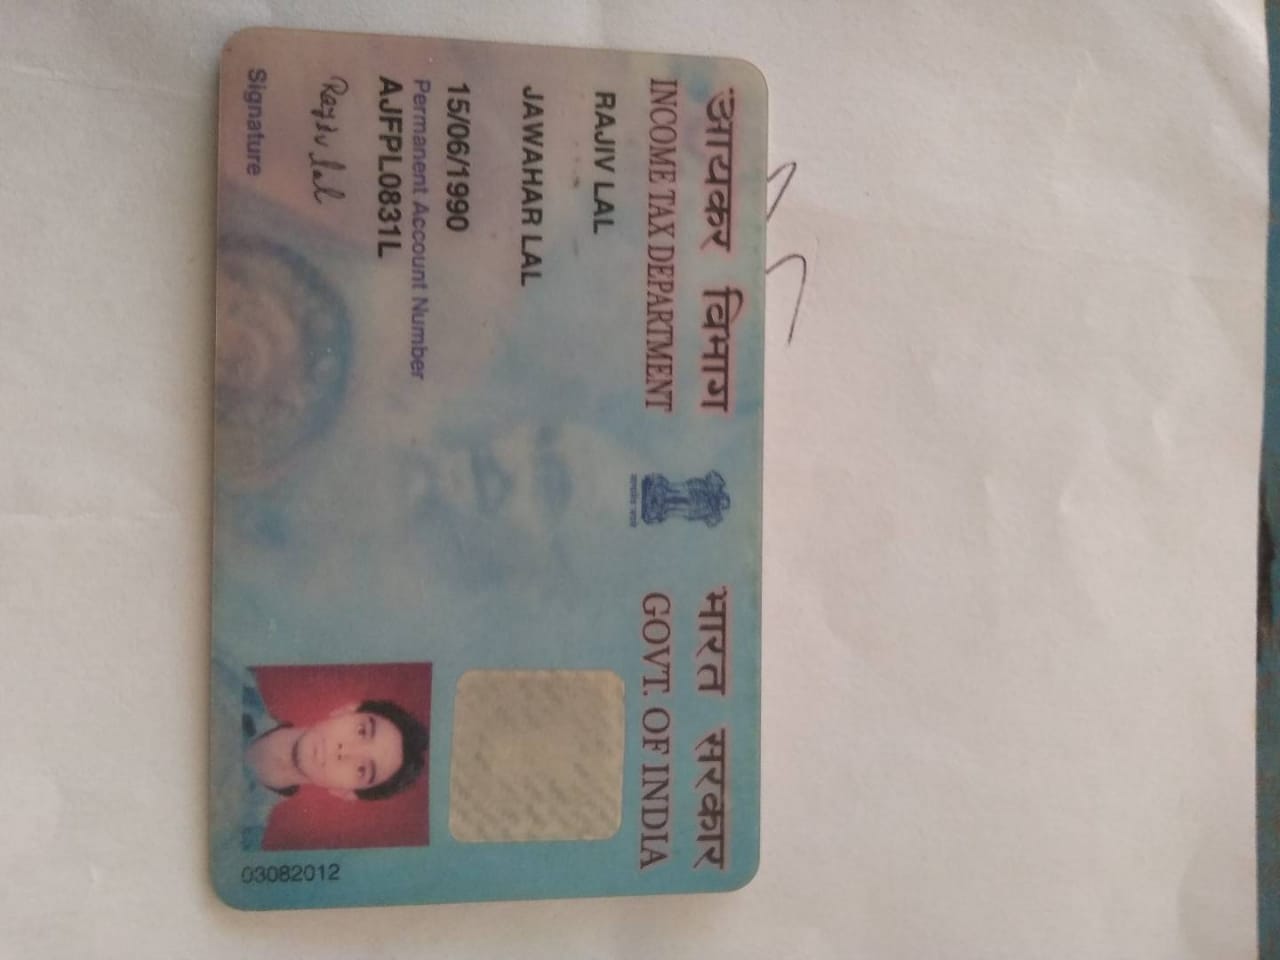 आयकर विभाग
INCOME TAX DEPARTMENT
भारत सरकार
GOVT. OF INDIA
सत्यमेव जयते
RAJIV LAL
JAWAHAR LAL
15/06/1990
Permanent Account Number
AJFPL0831L
Rajiv lal
Signature
03082012